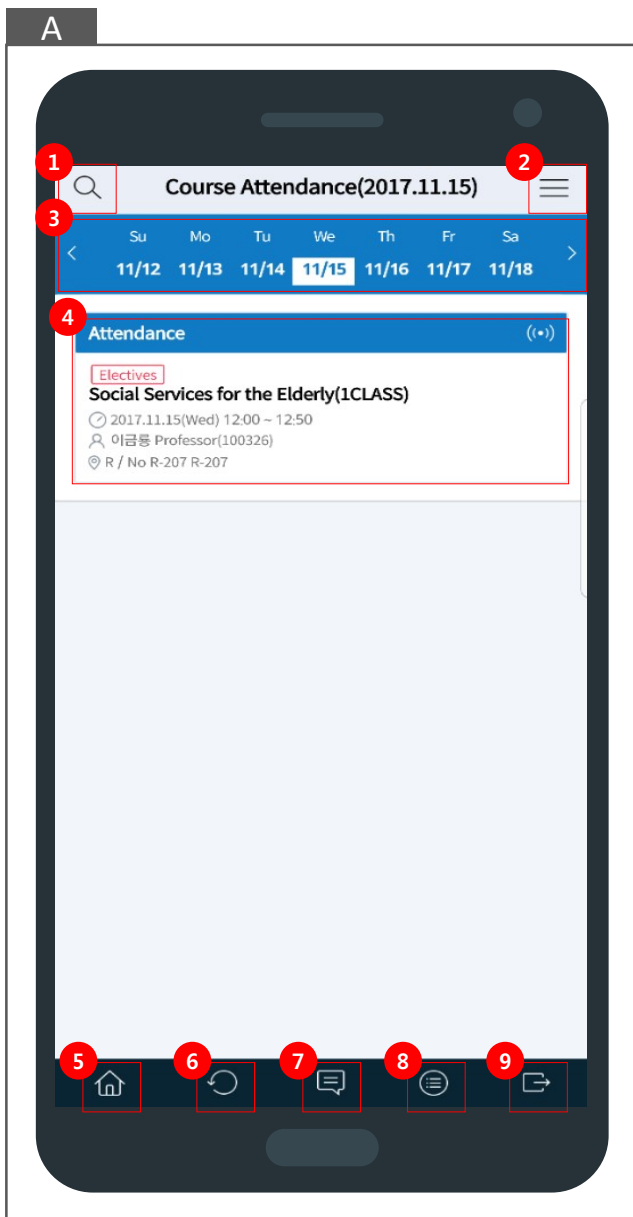 A
1
2
Course Attendance(2017.11.15)
3
Su Mo Tu We Th Fr Sa
11/12 11/13 11/14 11/15 11/16 11/17 11/18
4
Attendance
Electives
Social Services for the Elderly(1CLASS)
2017.11.15(Wed) 12:00 ~ 12:50
이금룡 Professor(100326)
R / No R-207 R-207
5 6 7 8 9